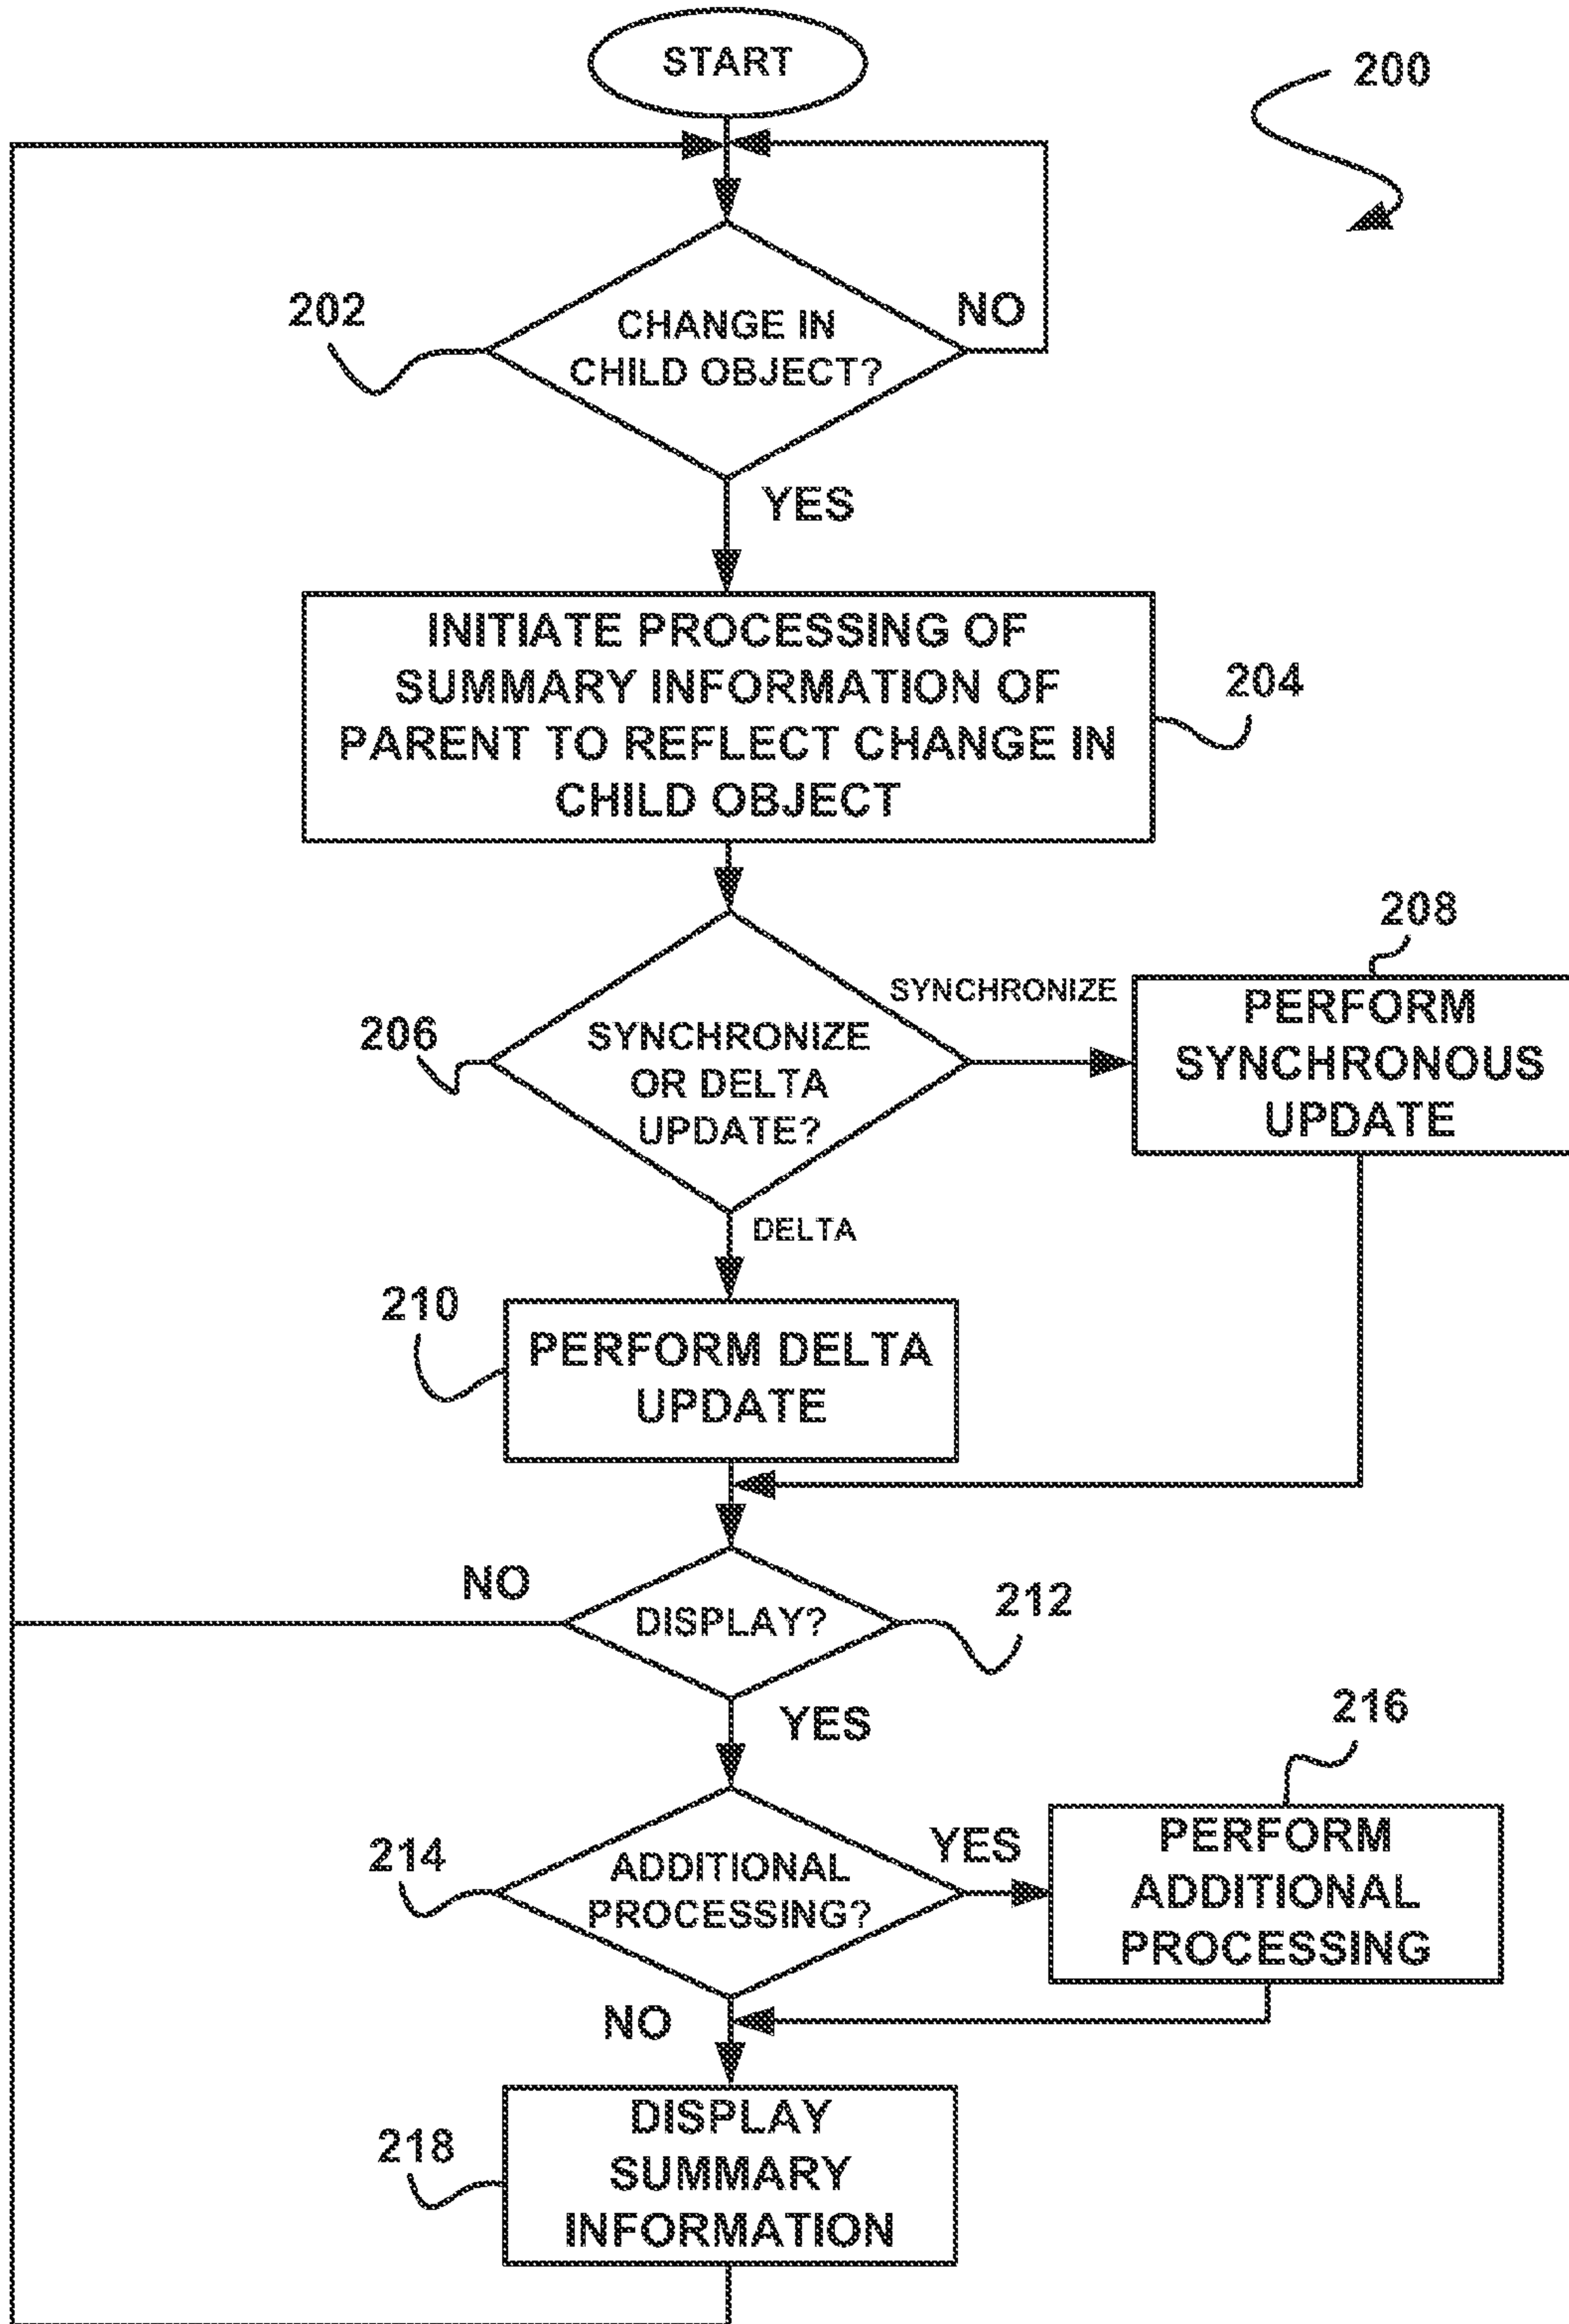 START
200
202
CHANGE IN
CHILD OBJECT?
NO
YES
INITIATE PROCESSING OF
SUMMARY INFORMATION OF
PARENT TO REFLECT CHANGE IN
CHILD OBJECT
204
206
SYNCHRONIZE
OR DELTA
UPDATE?
SYNCHRONIZE
208
PERFORM
SYNCHRONOUS
UPDATE
DELTA
210
PERFORM DELTA
UPDATE
NO
DISPLAY?
212
YES
214
ADDITIONAL
PROCESSING?
YES
216
PERFORM
ADDITIONAL
PROCESSING
NO
218
DISPLAY
SUMMARY
INFORMATION